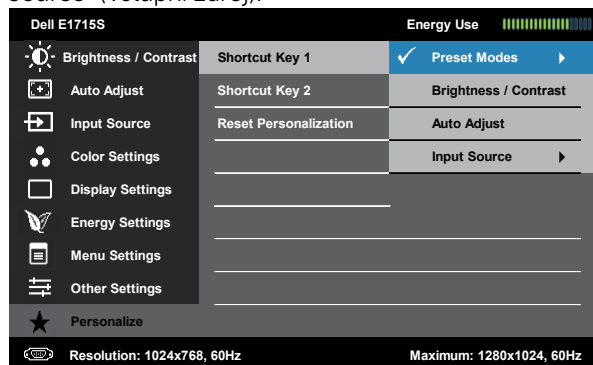 Dell E1715S Energy Use
Brightness / Contrast Shortcut Key 1 Preset Modes
Auto Adjust Shortcut Key 2 Brightness / Contrast
Input Source Reset Personalization Auto Adjust
Color Settings Input Source
Display Settings
Energy Settings
Menu Settings
Other Settings
Personalize
Resolution: 1024x768, 60Hz Maximum: 1280x1024, 60Hz